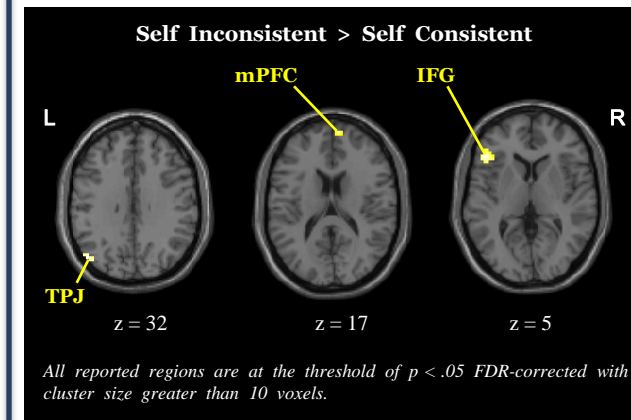 Self Inconsistent > Self Consistent
mPFC IFG
L R
TPJ
z = 32 z = 17 z = 5
All reported regions are at the threshold of p < .05 FDR-corrected with
cluster size greater than 10 voxels.